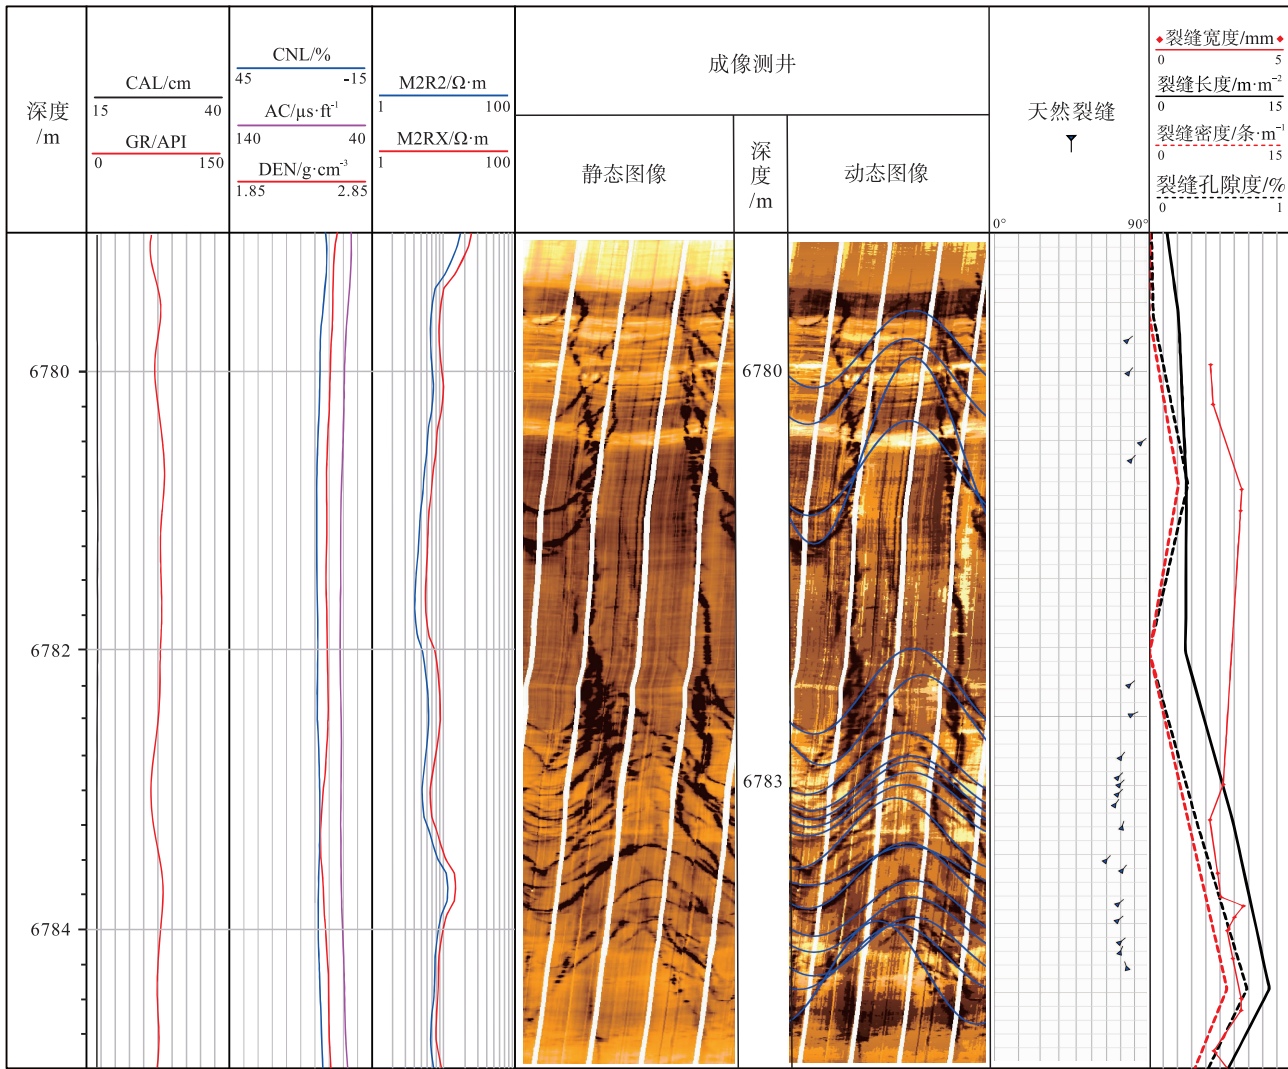 深度
/m
CAL/cm
15 40
GR/API
0 150
CNL/%
45 -15
AC/μs·ft⁻¹
140 40
DEN/g·cm⁻³
1.85 2.85
M2R2/Ω·m
1 100
M2RX/Ω·m
1 100
成像测井
静态图像
深
度
/m
动态图像
天然裂缝
0° 90°
裂缝宽度/mm
0 5
裂缝长度/m·m⁻²
0 15
裂缝密度/条·m⁻¹
0 15
裂缝孔隙度/%
0 1
6780
6782
6784
6780
6783